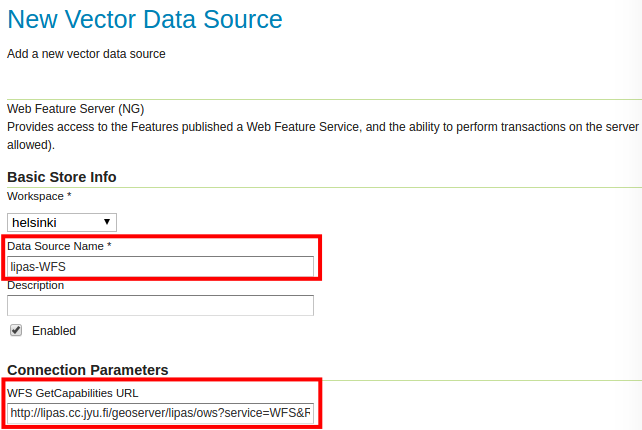 New Vector Data Source
Add a new vector data source
Web Feature Server (NG)
Provides access to the Features published a Web Feature Service, and the ability to perform transactions on the server
allowed).
Basic Store Info
Workspace *
helsinki
Data Source Name *
lipas-WFS
Description
Enabled
Connection Parameters
WFS GetCapabilities URL
http://lipas.cc.jyu.fi/geoserver/lipas/ows?service=WFS&R